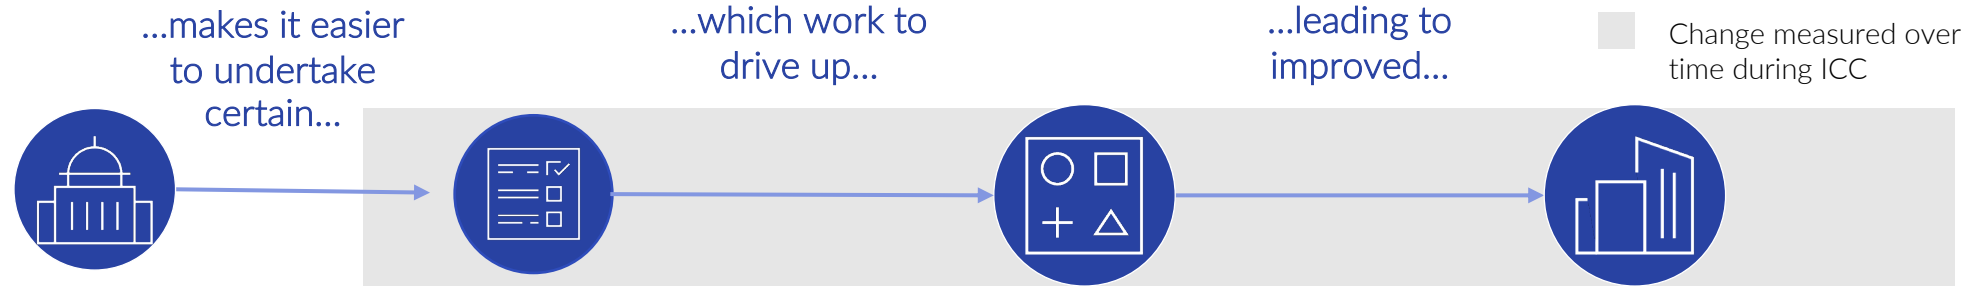 ...makes it easier
to undertake
certain...
...which work to
drive up...
...leading to
improved...
Change measured over
time during ICC